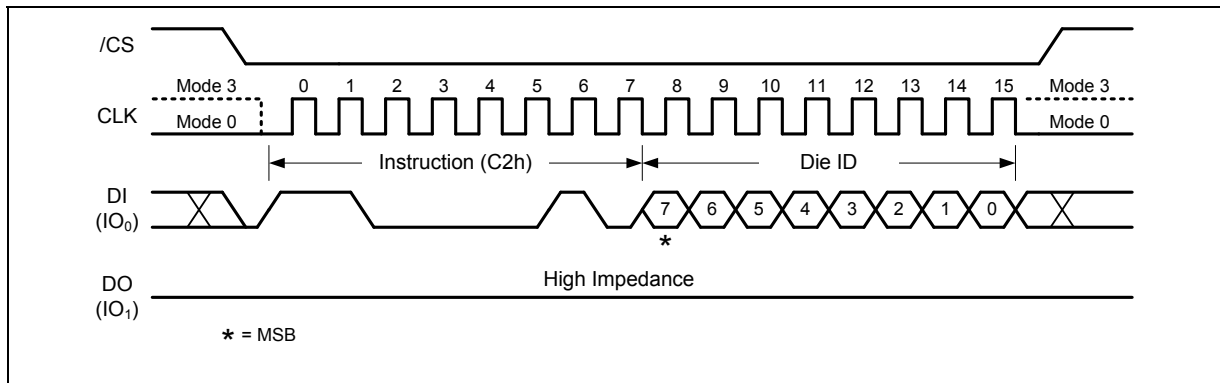 /CS
Mode 3 0 1 2 3 4 5 6 7 8 9 10 11 12 13 14 15 Mode 3
CLK
Mode 0 Mode 0
Instruction (C2h) Die ID
DI
(IO₀)
7 6 5 4 3 2 1 0
*
High Impedance
DO
(IO₁)
* = MSB